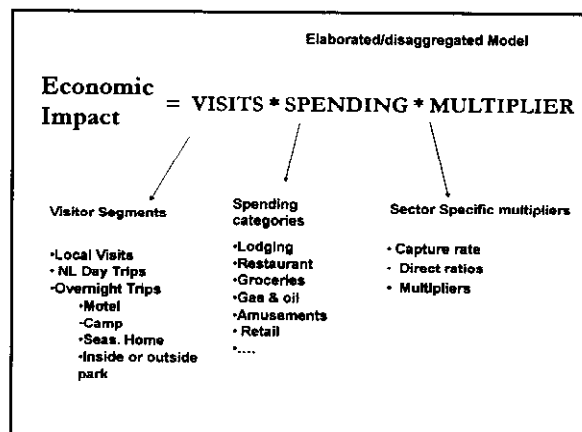 Elaborated/disaggregated Model
Economic
Impact
= VISITS * SPENDING * MULTIPLIER
Visitor Segments
•Local Visits
• NL Day Trips
•Overnight Trips
•Motel
-Camp
•Seas. Home
•Inside or outside
park
Spending
categories
•Lodging
•Restaurant
•Groceries
•Gas & oil
•Amusements
• Retail
•....
Sector Specific multipliers
• Capture rate
- Direct ratios
• Multipliers